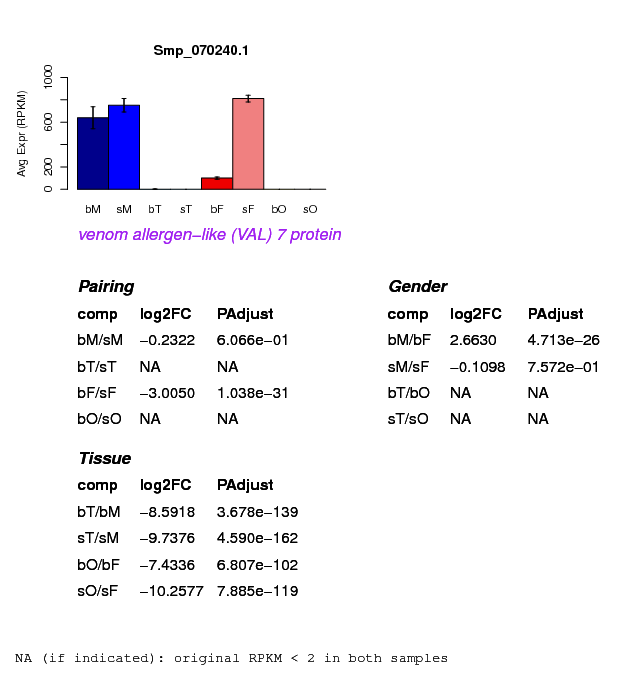 Smp_070240.1
Avg Expr (RPKM)
1000
600
200
0
bM sM bT sT bF sF bO sO
venom allergen−like (VAL) 7 protein
Pairing
comp log2FC PAdjust
bM/sM −0.2322 6.066e−01
bT/sT NA NA
bF/sF −3.0050 1.038e−31
bO/sO NA NA
Gender
comp log2FC PAdjust
bM/bF 2.6630 4.713e−26
sM/sF −0.1098 7.572e−01
bT/bO NA NA
sT/sO NA NA
Tissue
comp log2FC PAdjust
bT/bM −8.5918 3.678e−139
sT/sM −9.7376 4.590e−162
bO/bF −7.4336 6.807e−102
sO/sF −10.2577 7.885e−119
NA (if indicated): original RPKM < 2 in both samples